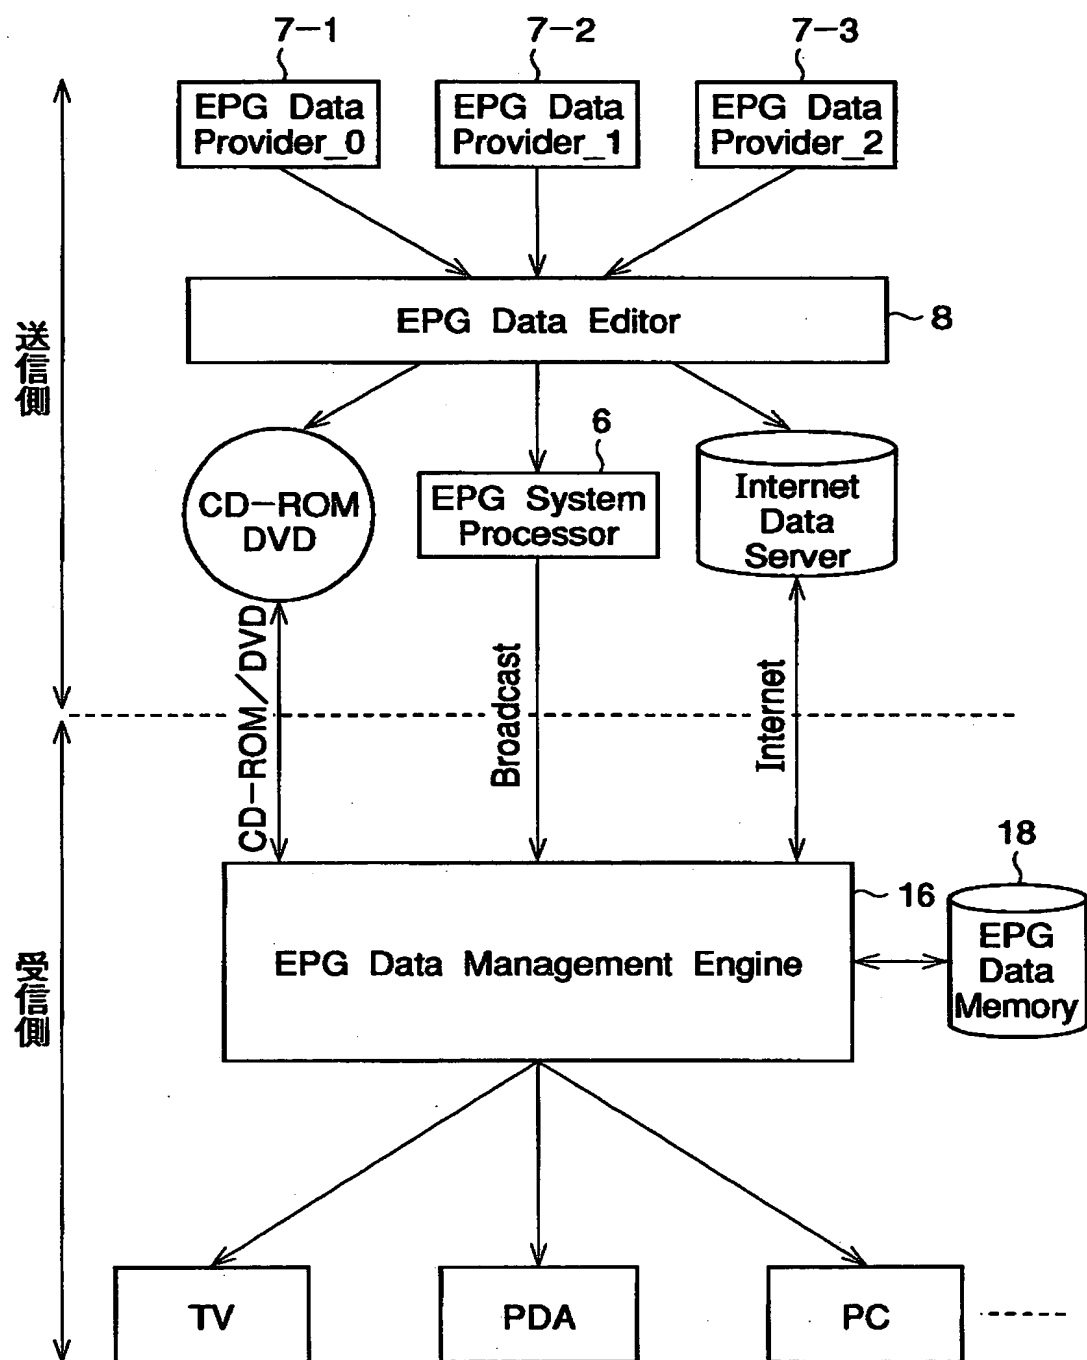 7-1
7-2
7-3
EPG Data
Provider_0
EPG Data
Provider_1
EPG Data
Provider_2
EPG Data Editor
8
送信側
6
CD-ROM
DVD
EPG System
Processor
Internet
Data
Server
CD-ROM/DVD
Broadcast
Internet
18
16
EPG Data Management Engine
EPG
Data
Memory
受信側
TV
PDA
PC